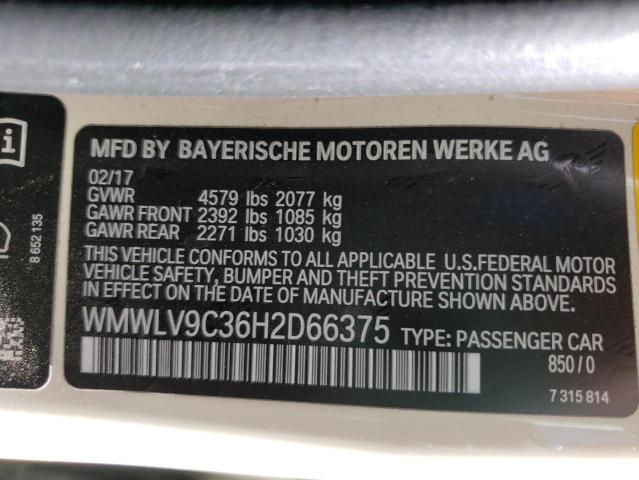 MFD BY BAYERISCHE MOTOREN WERKE AG
02/17
GVWR 4579 lbs 2077 kg
GAWR FRONT 2392 lbs 1085 kg
GAWR REAR 2271 lbs 1030 kg
THIS VEHICLE CONFORMS TO ALL APPLICABLE U.S.FEDERAL MOTOR
VEHICLE SAFETY, BUMPER AND THEFT PREVENTION STANDARDS
IN EFFECT ON THE DATE OF MANUFACTURE SHOWN ABOVE.
WMWLV9C36H2D66375 TYPE: PASSENGER CAR
850/0
7 315 814
8 652 135